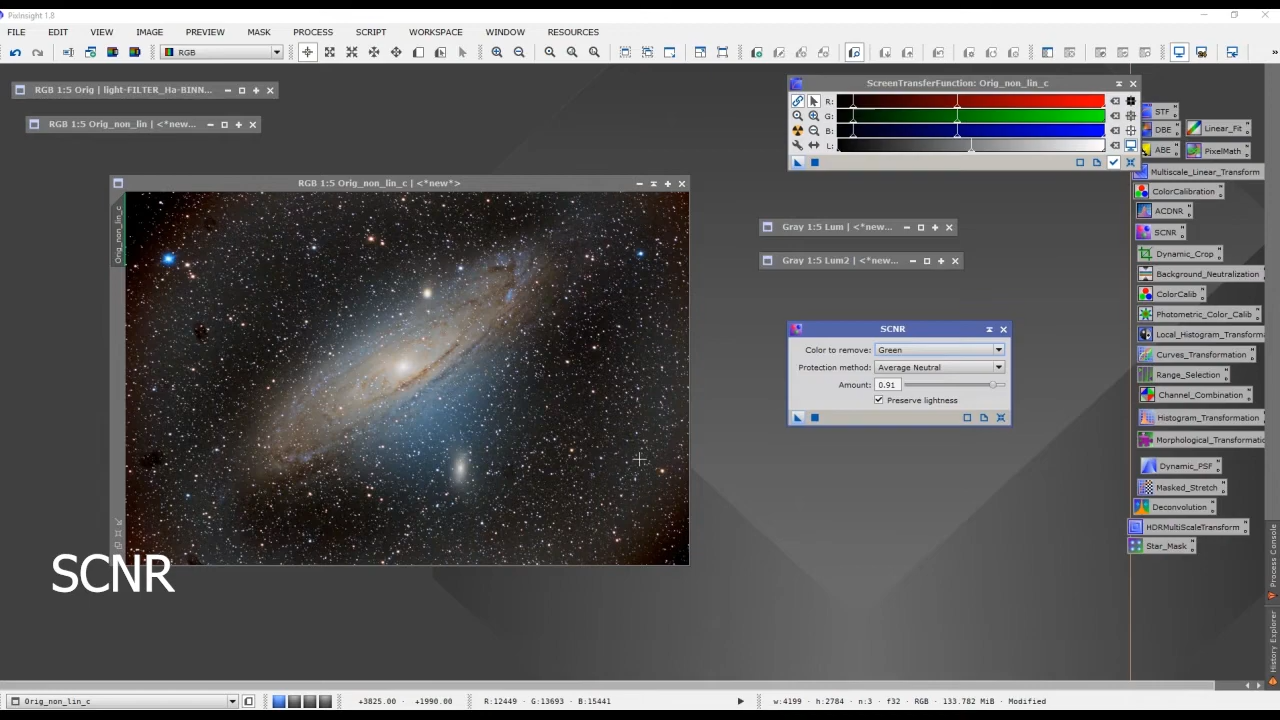 PixInsight 1.8
FILE EDIT VIEW IMAGE PREVIEW MASK PROCESS SCRIPT WORKSPACE WINDOW RESOURCES
RGB
RGB 1:5 Orig | light-FILTER_Ha-BINN...
RGB 1:5 Orig_non_lin | <*new...
RGB 1:5 Orig_non_lin_c | <*new*>
Orig_non_lin_c
ScreenTransferFunction: Orig_non_lin_c
R:
G:
B:
L:
Gray 1:5 Lum | <*new...
Gray 1:5 Lum2 | <*new...
SCNR
Color to remove: Green
Protection method: Average Neutral
Amount: 0.91
Preserve lightness
STF
DBE
Linear_Fit
ABE
PixelMath
Multiscale_Linear_Transform
ColorCalibration
ACDNR
SCNR
Dynamic_Crop
Background_Neutralization
ColorCalib
Photometric_Color_Calib
Local_Histogram_Transform
Curves_Transformation
Range_Selection
Channel_Combination
Histogram_Transformation
Morphological_Transformatio
Dynamic_PSF
Masked_Stretch
Deconvolution
HDRMultiScaleTransform
Star_Mask
Process Console
History Explorer
SCNR
Orig_non_lin_c
+3825.00 · +1990.00 · R:12449 · G:13693 · B:15441
w:4199 · h:2784 · n:3 · f32 · RGB · 133.782 MiB · Modified